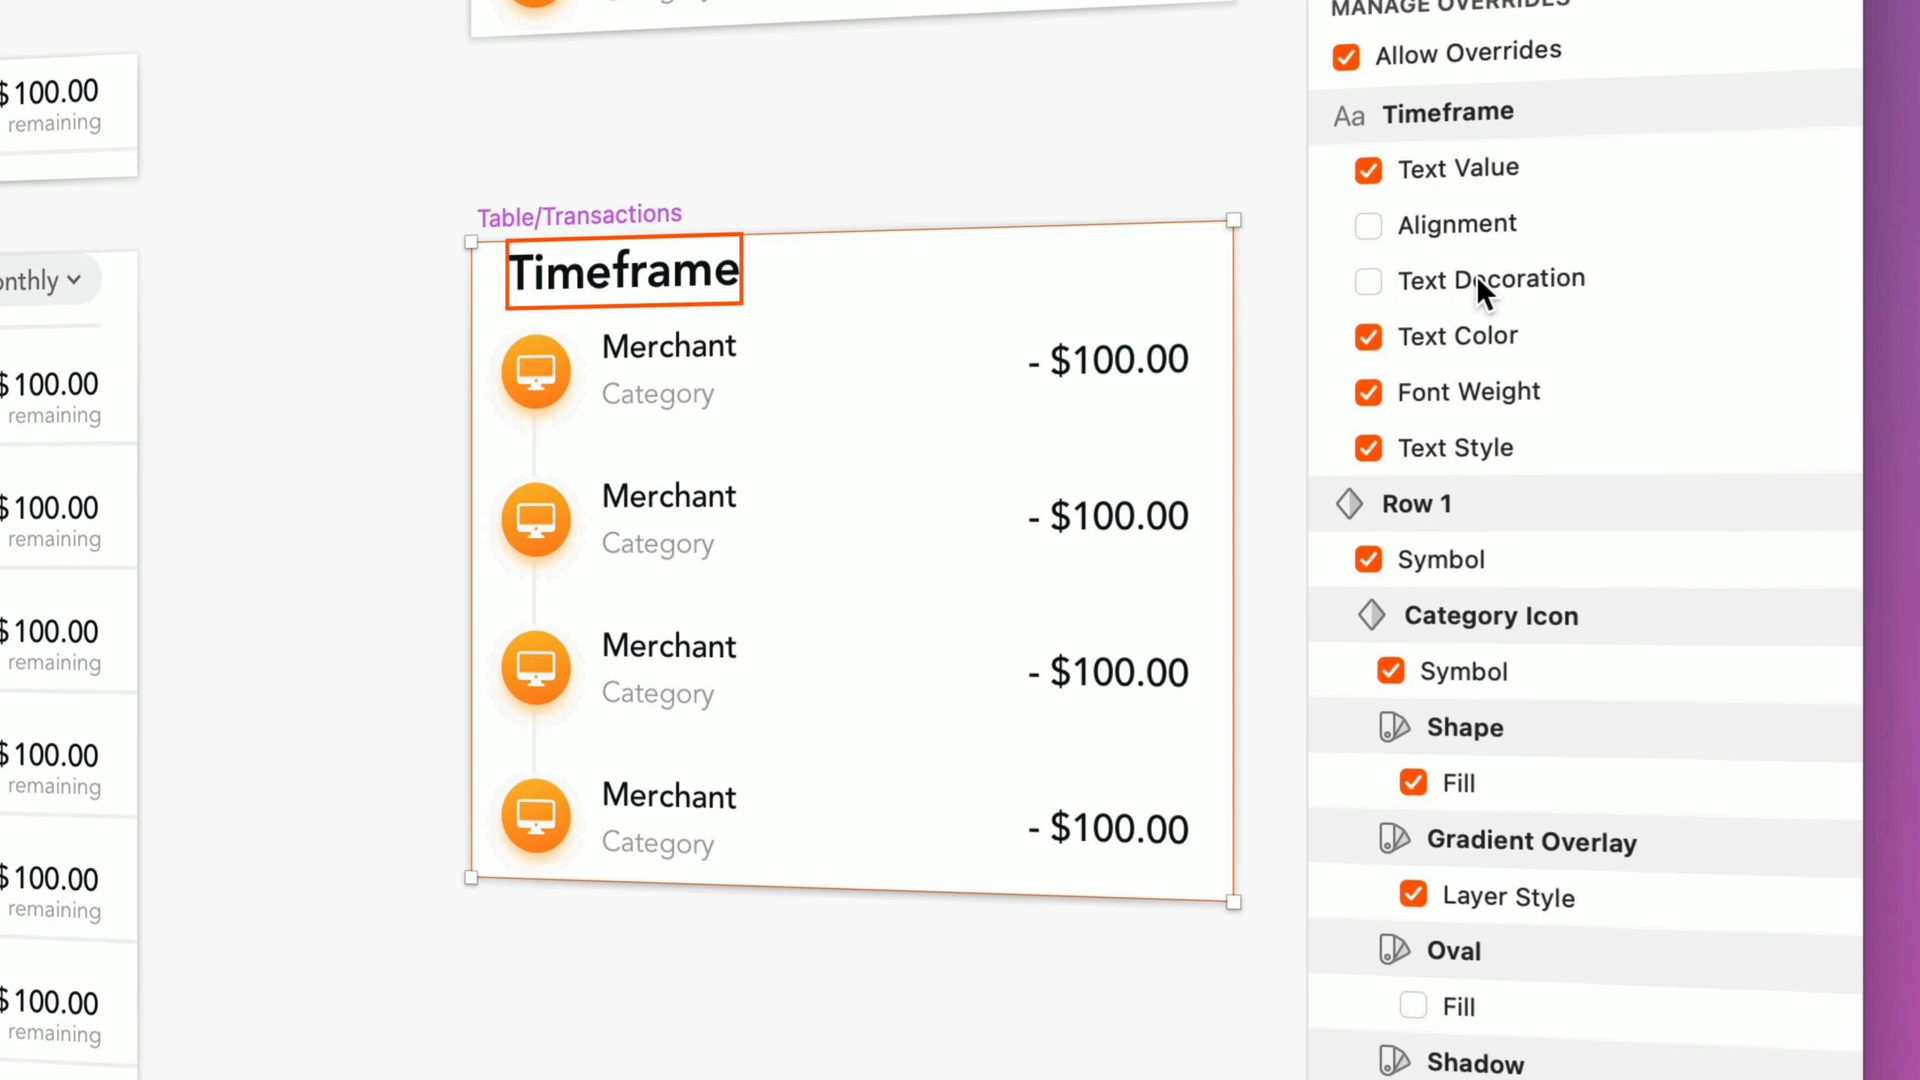 $100.00
remaining
onthly
$100.00
remaining
$100.00
remaining
$100.00
remaining
$100.00
remaining
$100.00
remaining
$100.00
remaining
Table/Transactions
Timeframe
Merchant
Category
- $100.00
Merchant
Category
- $100.00
Merchant
Category
- $100.00
Merchant
Category
- $100.00
MANAGE OVERRIDES
Allow Overrides
Aa Timeframe
Text Value
Alignment
Text Decoration
Text Color
Font Weight
Text Style
Row 1
Symbol
Category Icon
Symbol
Shape
Fill
Gradient Overlay
Layer Style
Oval
Fill
Shadow